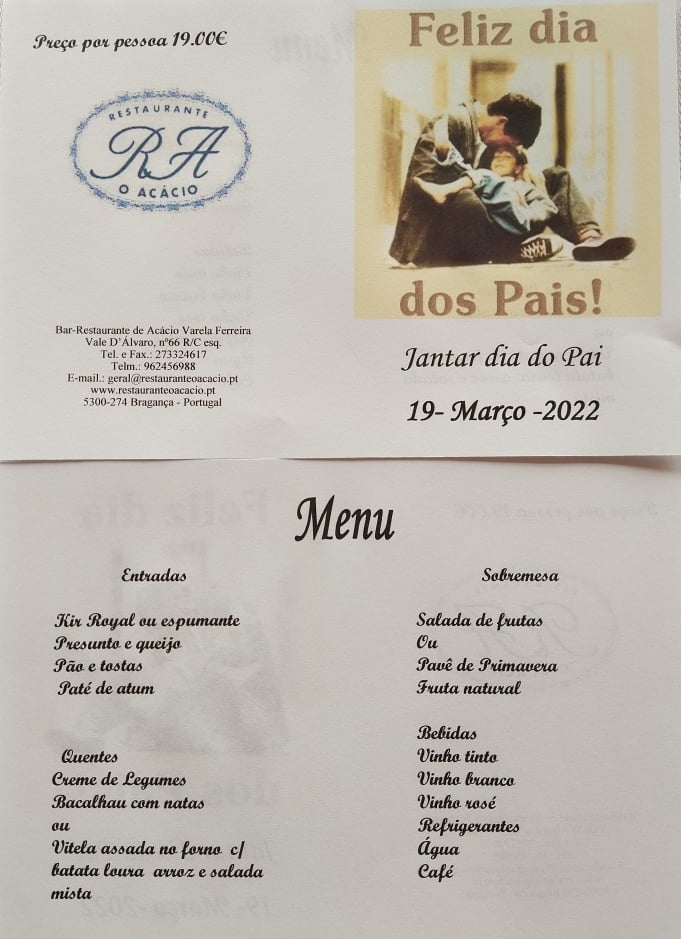 Preço por pessoa 19.00€
RESTAURANTE
RA
O ACÁCIO
Bar-Restaurante de Acácio Varela Ferreira
Vale D'Álvaro, nº66 R/C esq.
Tel. e Fax.: 273324617
Telm.: 962456988
E-mail.: geral@restauranteoacacio.pt
www.restauranteoacacio.pt
5300-274 Bragança - Portugal
Feliz dia
dos Pais!
Jantar dia do Pai
19- Março -2022
Menu
Entradas
Kir Royal ou espumante
Presunto e queijo
Pão e tostas
Paté de atum
Quentes
Creme de Legumes
Bacalhau com natas
ou
Vitela assada no forno c/
batata loura arroz e salada
mista
Sobremesa
Salada de frutas
Ou
Pavê de Primavera
Fruta natural
Bebidas
Vinho tinto
Vinho branco
Vinho rosé
Refrigerantes
Água
Café